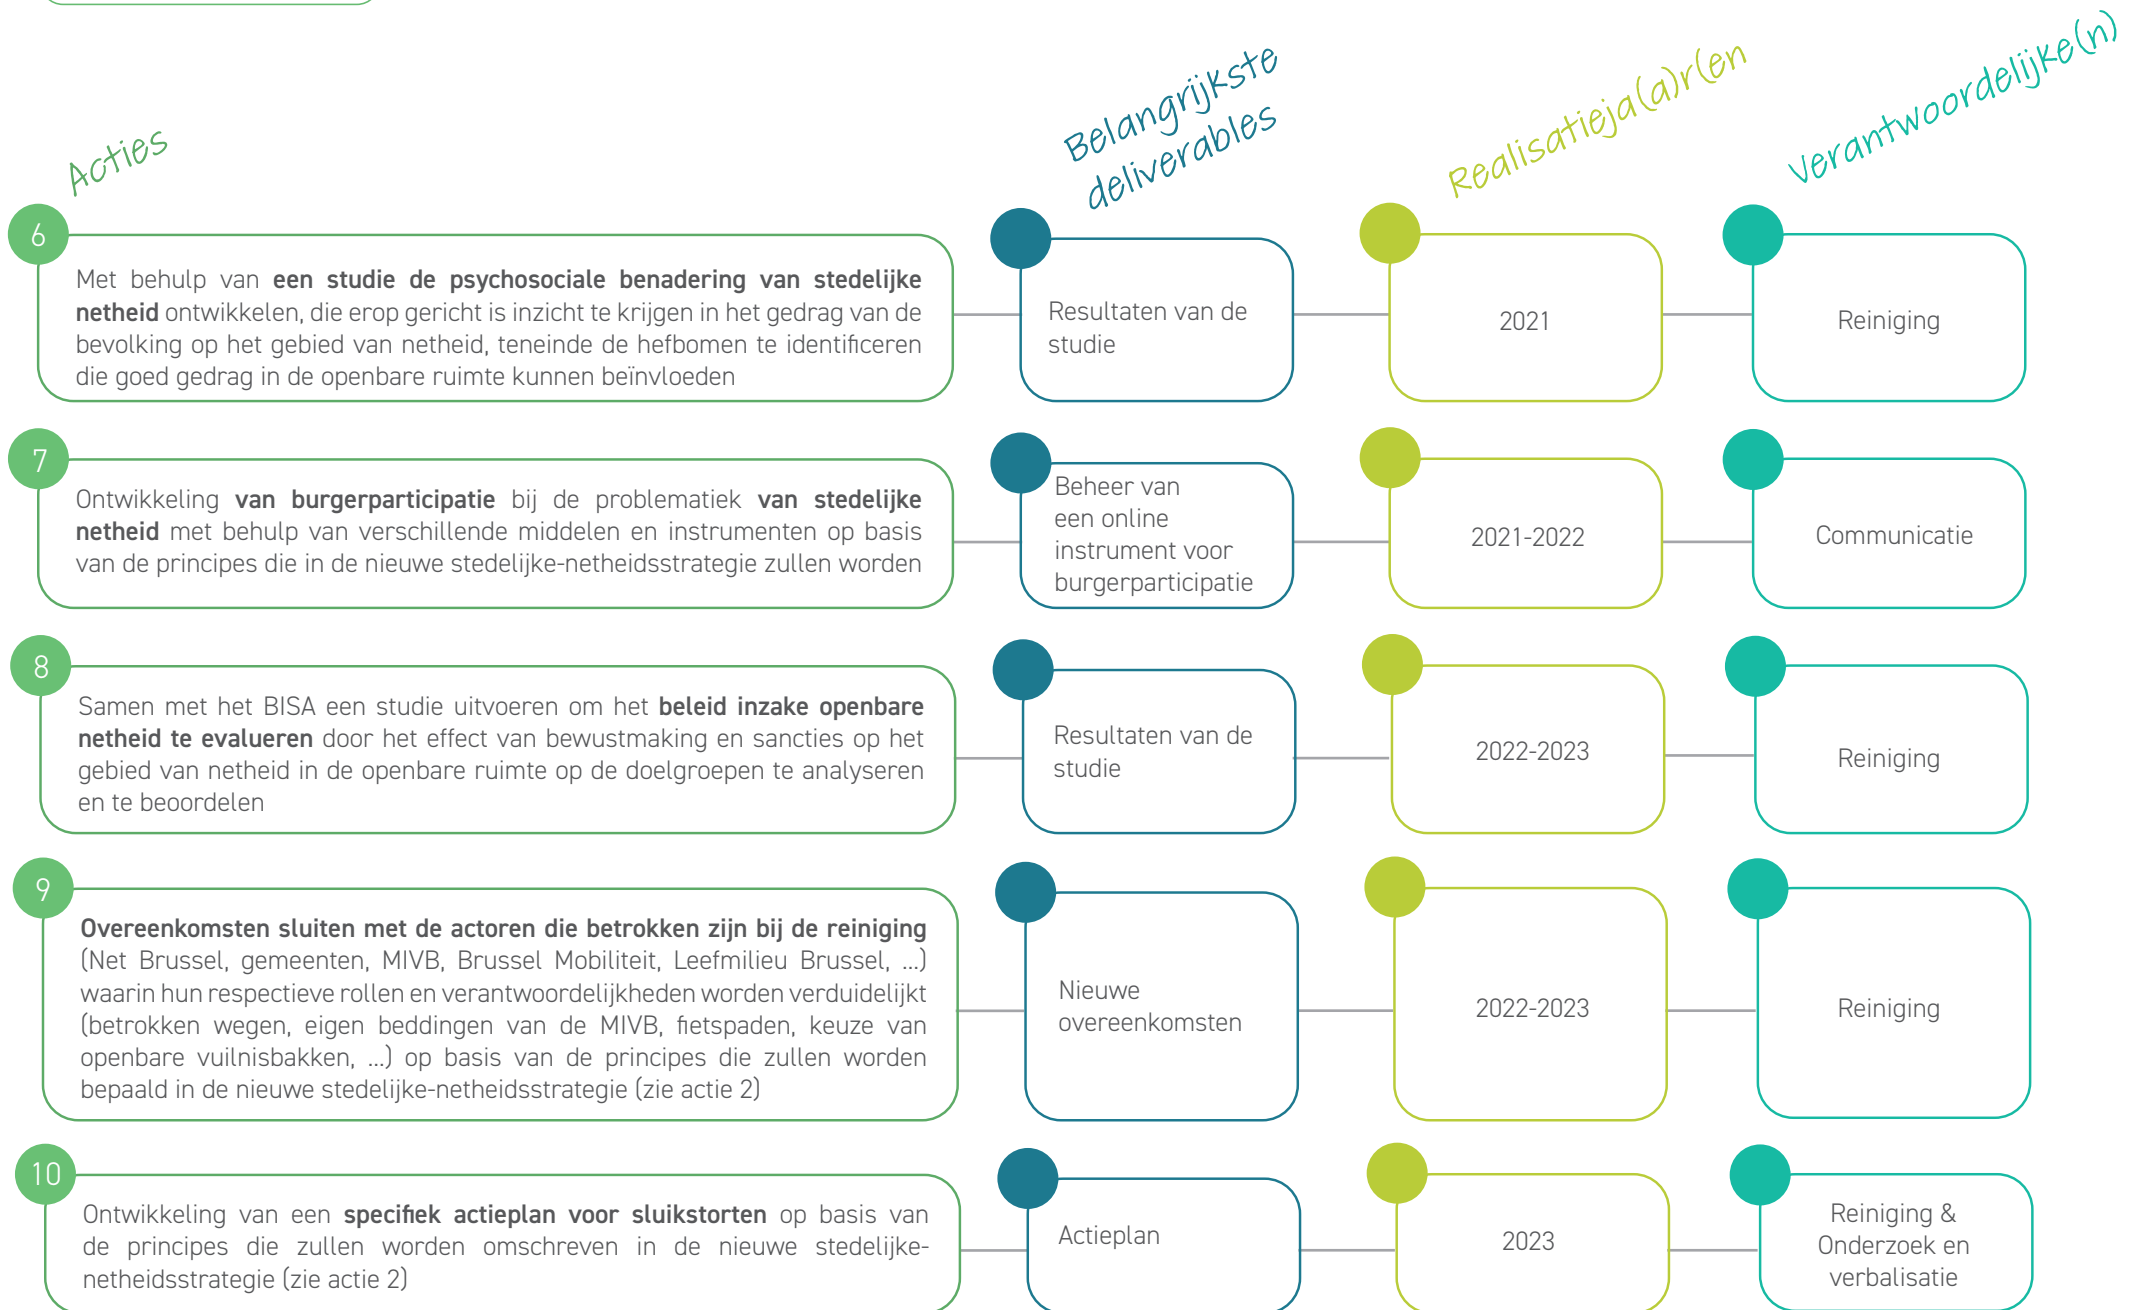 Acties
Belangrijkste
deliverables
Realisatieja(a)r(en
Verantwoordelijke(n)
6
Met behulp van een studie de psychosociale benadering van stedelijke
netheid ontwikkelen, die erop gericht is inzicht te krijgen in het gedrag van de
bevolking op het gebied van netheid, teneinde de hefbomen te identificeren
die goed gedrag in de openbare ruimte kunnen beïnvloeden
Resultaten van de
studie
2021
Reiniging
7
Ontwikkeling van burgerparticipatie bij de problematiek van stedelijke
netheid met behulp van verschillende middelen en instrumenten op basis
van de principes die in de nieuwe stedelijke-netheidsstrategie zullen worden
Beheer van
een online
instrument voor
burgerparticipatie
2021-2022
Communicatie
8
Samen met het BISA een studie uitvoeren om het beleid inzake openbare
netheid te evalueren door het effect van bewustmaking en sancties op het
gebied van netheid in de openbare ruimte op de doelgroepen te analyseren
en te beoordelen
Resultaten van de
studie
2022-2023
Reiniging
9
Overeenkomsten sluiten met de actoren die betrokken zijn bij de reiniging
(Net Brussel, gemeenten, MIVB, Brussel Mobiliteit, Leefmilieu Brussel, ...)
waarin hun respectieve rollen en verantwoordelijkheden worden verduidelijkt
(betrokken wegen, eigen beddingen van de MIVB, fietspaden, keuze van
openbare vuilnisbakken, ...) op basis van de principes die zullen worden
bepaald in de nieuwe stedelijke-netheidsstrategie (zie actie 2)
Nieuwe
overeenkomsten
2022-2023
Reiniging
10
Ontwikkeling van een specifiek actieplan voor sluikstorten op basis van
de principes die zullen worden omschreven in de nieuwe stedelijke-
netheidsstrategie (zie actie 2)
Actieplan
2023
Reiniging &
Onderzoek en
verbalisatie